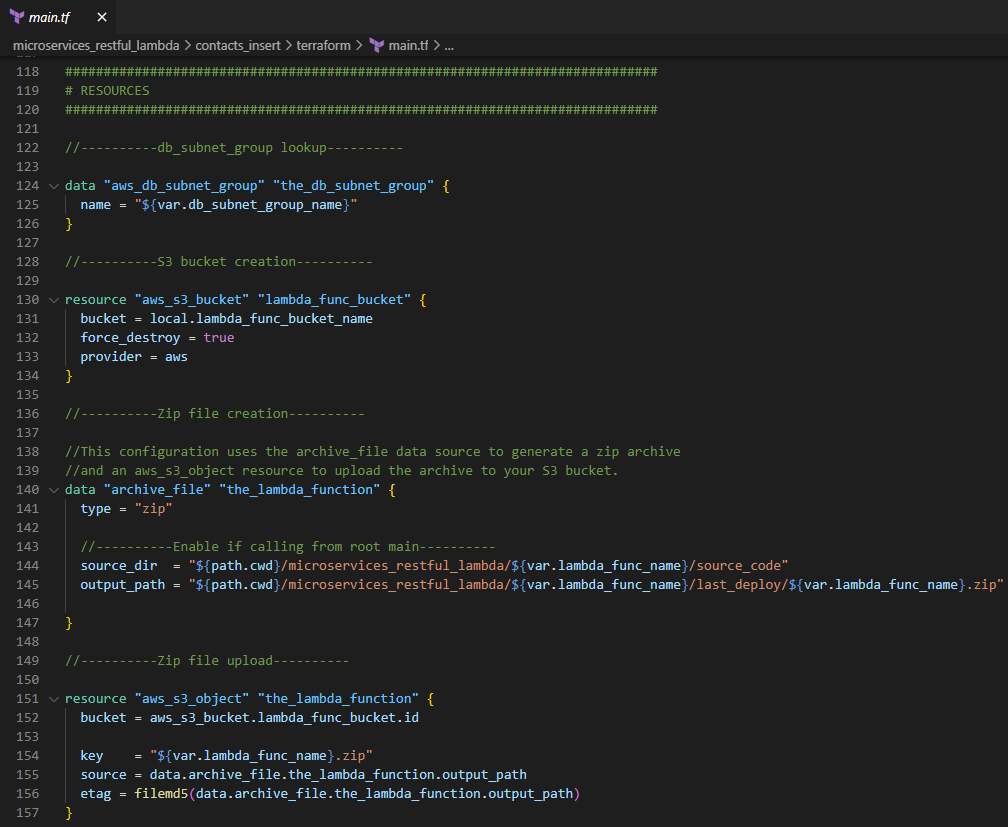 main.tf ×
microservices_restful_lambda > contacts_insert > terraform > main.tf > ...
118 #############################################################################
119 # RESOURCES
120 #############################################################################
121
122 //----------db_subnet_group lookup----------
123
124 data "aws_db_subnet_group" "the_db_subnet_group" {
125   name = "${var.db_subnet_group_name}"
126 }
127
128 //----------S3 bucket creation----------
129
130 resource "aws_s3_bucket" "lambda_func_bucket" {
131   bucket = local.lambda_func_bucket_name
132   force_destroy = true
133   provider = aws
134 }
135
136 //----------Zip file creation----------
137
138 //This configuration uses the archive_file data source to generate a zip archive
139 //and an aws_s3_object resource to upload the archive to your S3 bucket.
140 data "archive_file" "the_lambda_function" {
141   type = "zip"
142
143   //----------Enable if calling from root main----------
144   source_dir  = "${path.cwd}/microservices_restful_lambda/${var.lambda_func_name}/source_code"
145   output_path = "${path.cwd}/microservices_restful_lambda/${var.lambda_func_name}/last_deploy/${var.lambda_func_name}.zip"
146
147 }
148
149 //----------Zip file upload----------
150
151 resource "aws_s3_object" "the_lambda_function" {
152   bucket = aws_s3_bucket.lambda_func_bucket.id
153
154   key    = "${var.lambda_func_name}.zip"
155   source = data.archive_file.the_lambda_function.output_path
156   etag = filemd5(data.archive_file.the_lambda_function.output_path)
157 }